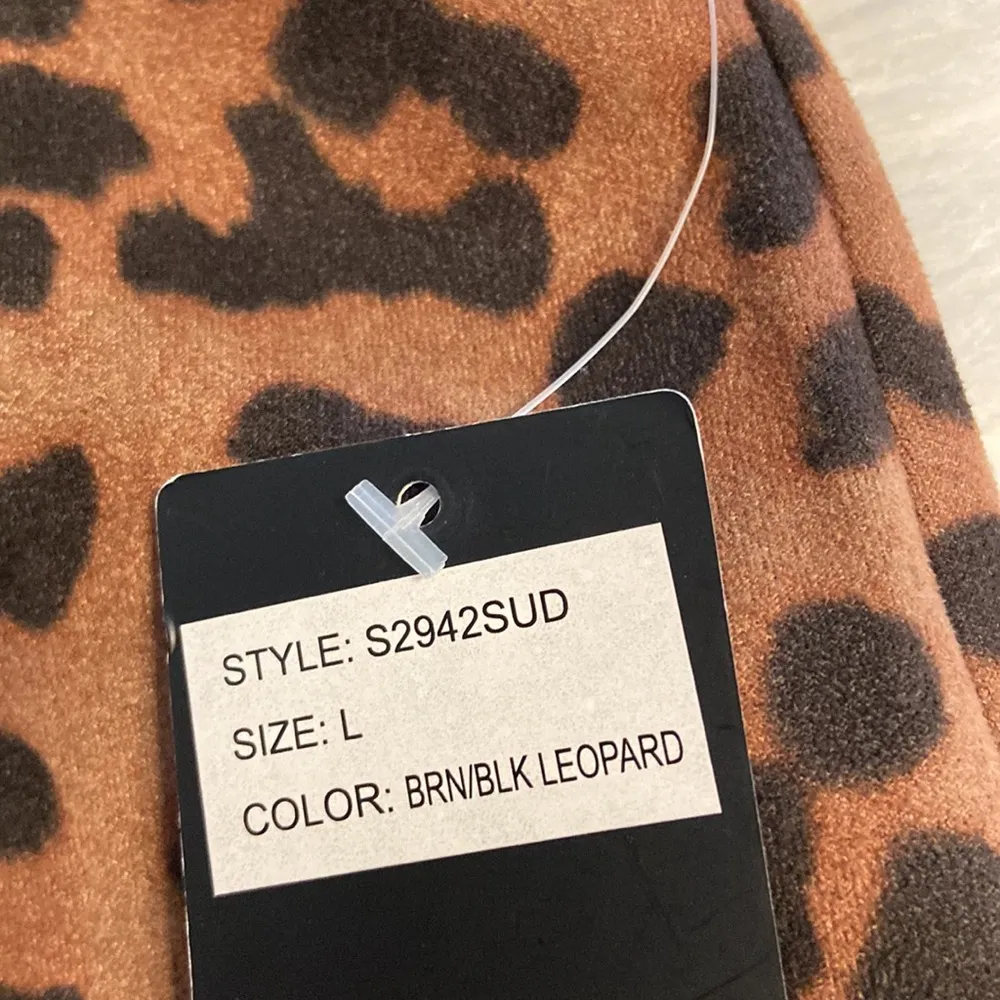 STYLE: S2942SUD
SIZE: L
COLOR: BRN/BLK LEOPARD